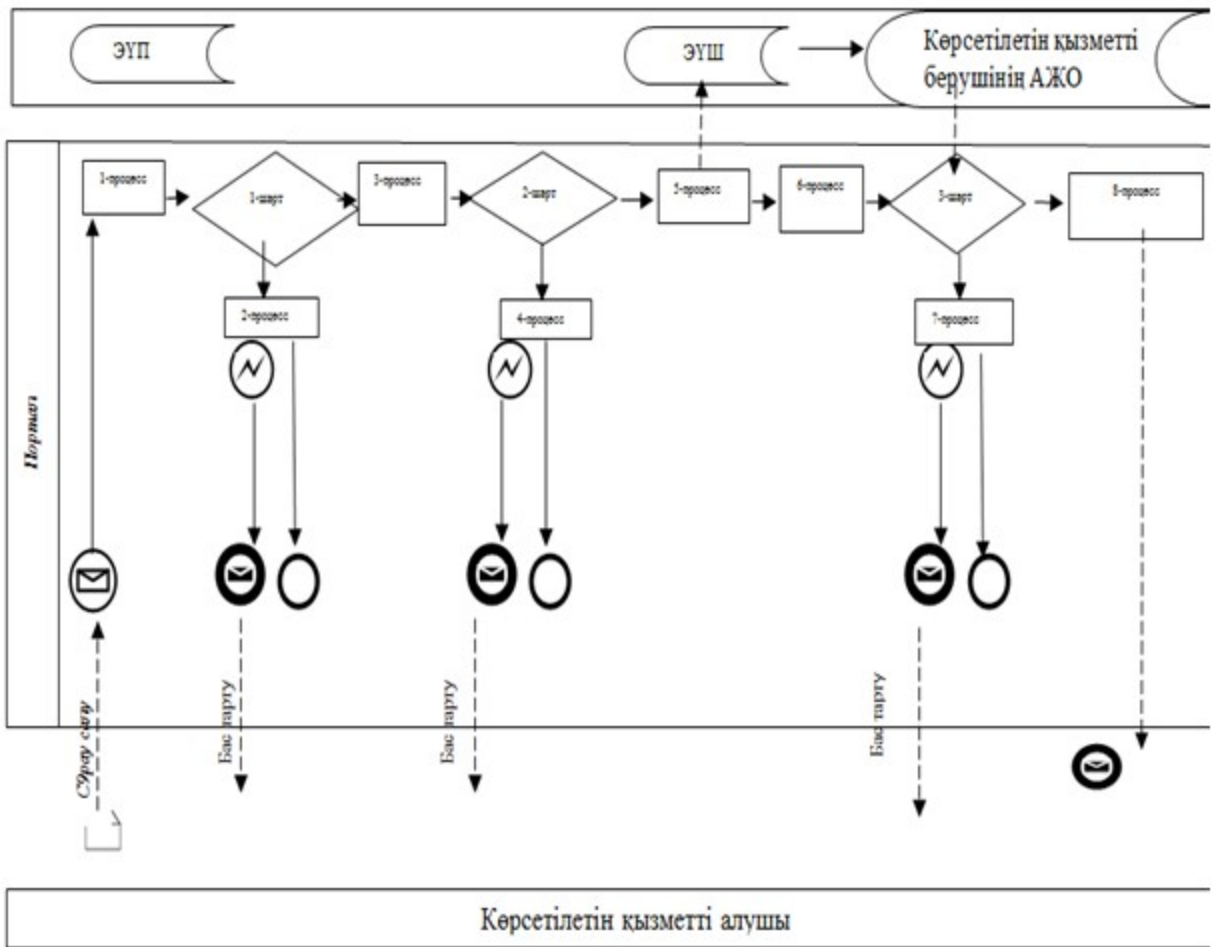 ЭҮП
ЭҮШ
Көрсетілетін қызметті
берушінің АЖО
1-процесс
1-шарт
3-процесс
2-шарт
5-процесс
6-процесс
3-шарт
8-процесс
2-процесс
4-процесс
7-процесс
Портал
Сұрау салу
Бас тарту
Бас тарту
Бас тарту
Көрсетілетін қызметті алушы